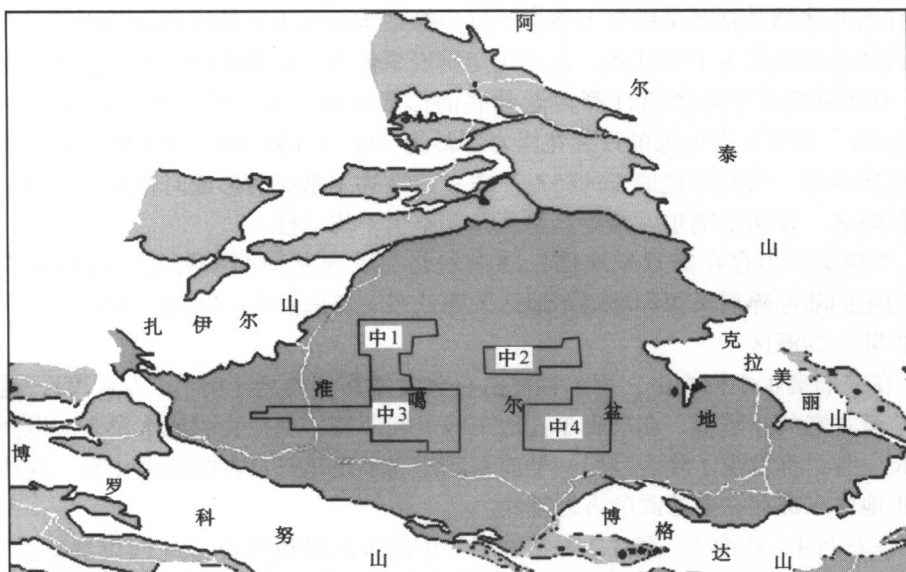 阿尔泰山
扎伊尔山
克拉美丽山
中1
中2
中3
中4
准噶尔盆地
博罗科努山
博格达山